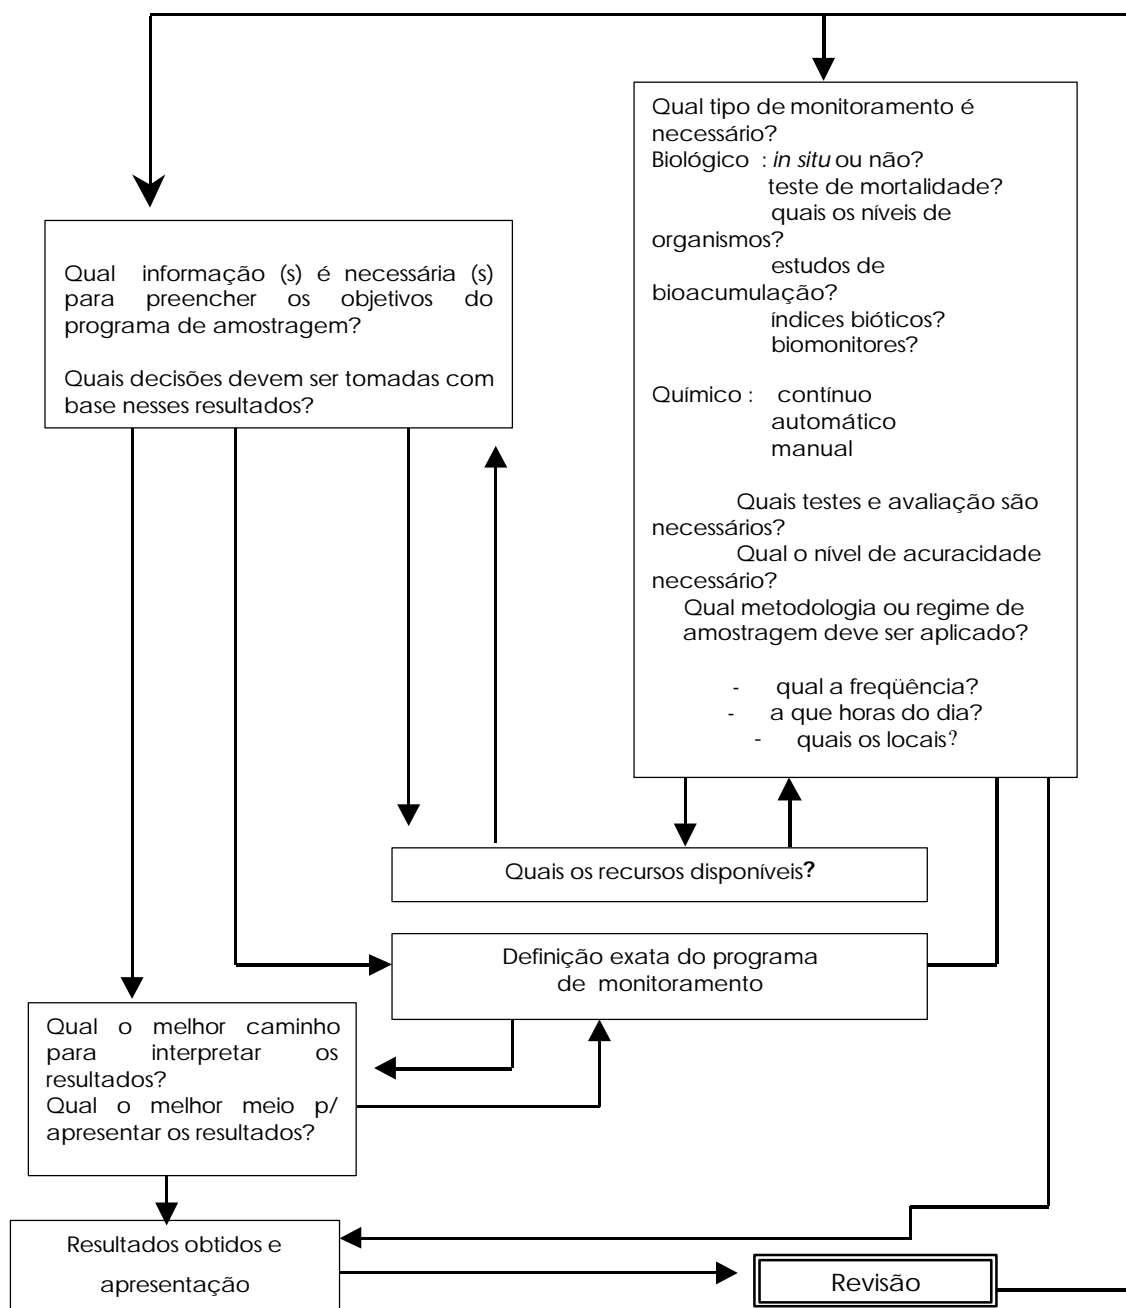 Qual informação (s) é necessária (s)
para preencher os objetivos do
programa de amostragem?
Quais decisões devem ser tomadas com
base nesses resultados?
Qual tipo de monitoramento é
necessário?
Biológico : in situ ou não?
teste de mortalidade?
quais os níveis de
organismos?
estudos de
bioacumulação?
índices bióticos?
biomonitores?
Químico : contínuo
automático
manual
Quais testes e avaliação são
necessários?
Qual o nível de acuracidade
necessário?
Qual metodologia ou regime de
amostragem deve ser aplicado?
- qual a freqüência?
- a que horas do dia?
- quais os locais?
Quais os recursos disponíveis?
Definição exata do programa
de monitoramento
Qual o melhor caminho
para interpretar os
resultados?
Qual o melhor meio p/
apresentar os resultados?
Resultados obtidos e
apresentação
Revisão